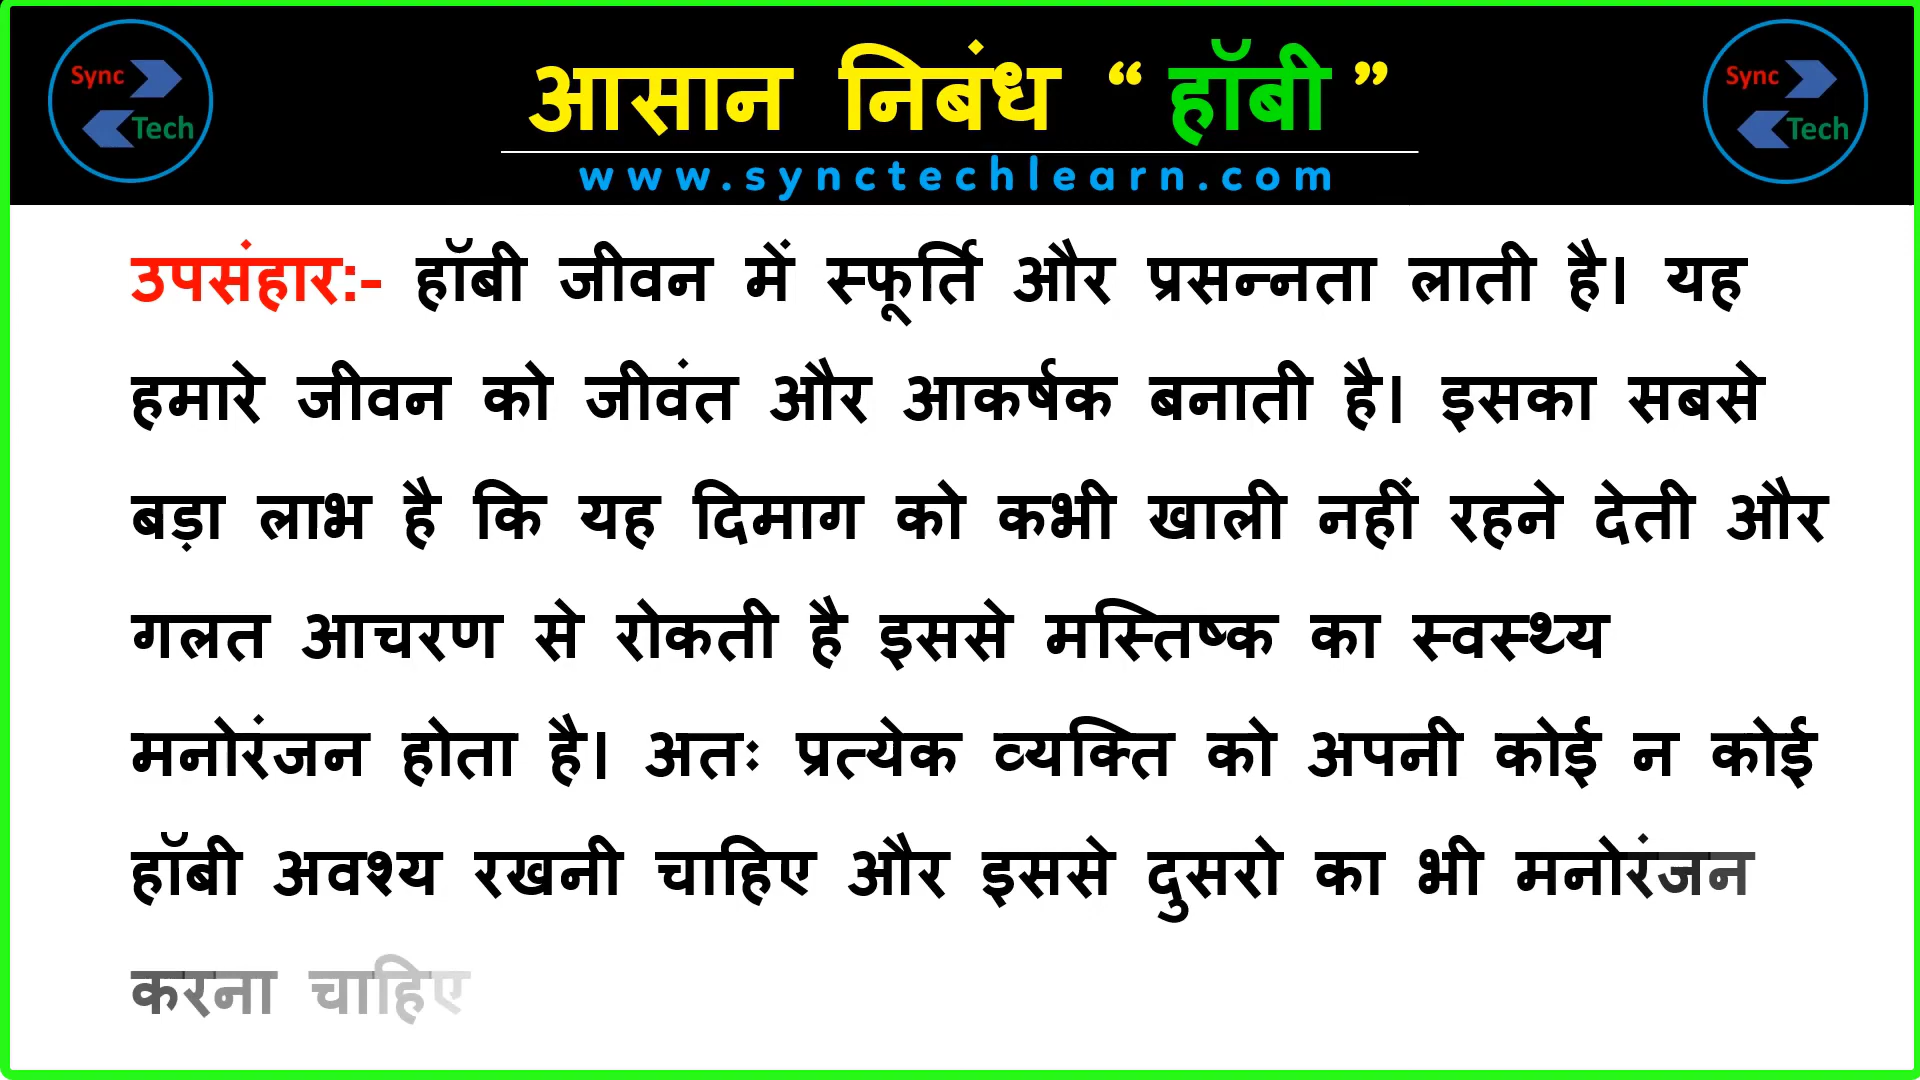 Sync
Tech
आसान निबंध “ हॉबी ”
www.synctechlearn.com
Sync
Tech
उपसंहार:- हॉबी जीवन में स्फूर्ति और प्रसन्नता लाती है। यह
हमारे जीवन को जीवंत और आकर्षक बनाती है। इसका सबसे
बड़ा लाभ है कि यह दिमाग को कभी खाली नहीं रहने देती और
गलत आचरण से रोकती है इससे मस्तिष्क का स्वस्थ्य
मनोरंजन होता है। अतः प्रत्येक व्यक्ति को अपनी कोई न कोई
हॉबी अवश्य रखनी चाहिए और इससे दुसरो का भी मनोरंजन
करना चाहिए